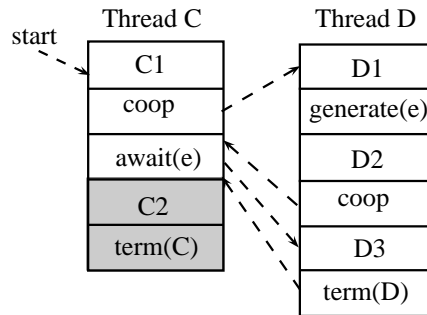 Thread C
Thread D
start
C1
coop
await(e)
C2
term(C)
D1
generate(e)
D2
coop
D3
term(D)